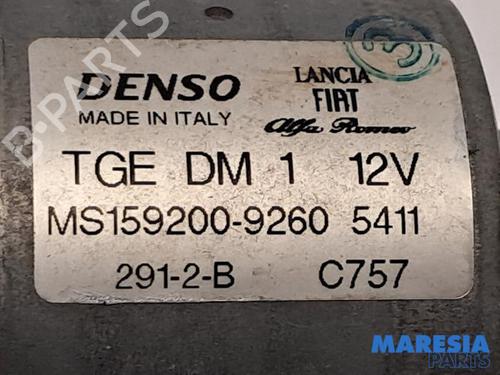 DENSO
MADE IN ITALY
LANCIA
FIAT
Alfa Romeo
3
TGE DM 1 12V
MS159200-9260 5411
291-2-B C757
B-PARTS
MARESIA
PARTS